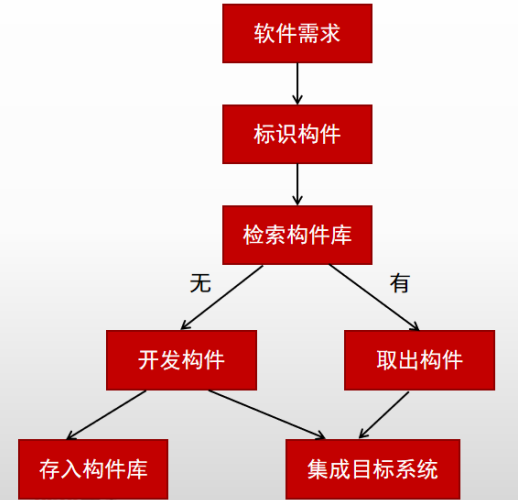 软件需求
标识构件
检索构件库
无
有
开发构件
取出构件
存入构件库
集成目标系统